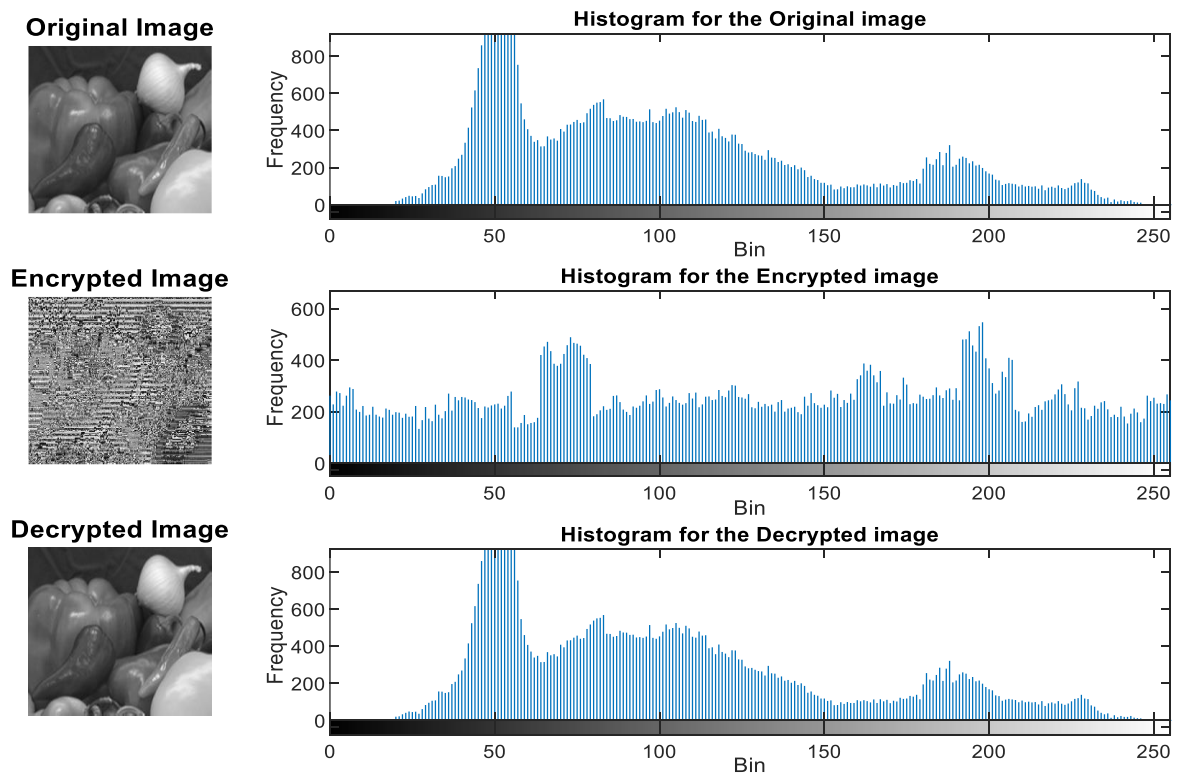 Original Image
Histogram for the Original image
Frequency
800
600
400
200
0
0 50 100 150 200 250
Bin
Encrypted Image
Histogram for the Encrypted image
Frequency
600
400
200
0
0 50 100 150 200 250
Bin
Decrypted Image
Histogram for the Decrypted image
Frequency
800
600
400
200
0
0 50 100 150 200 250
Bin